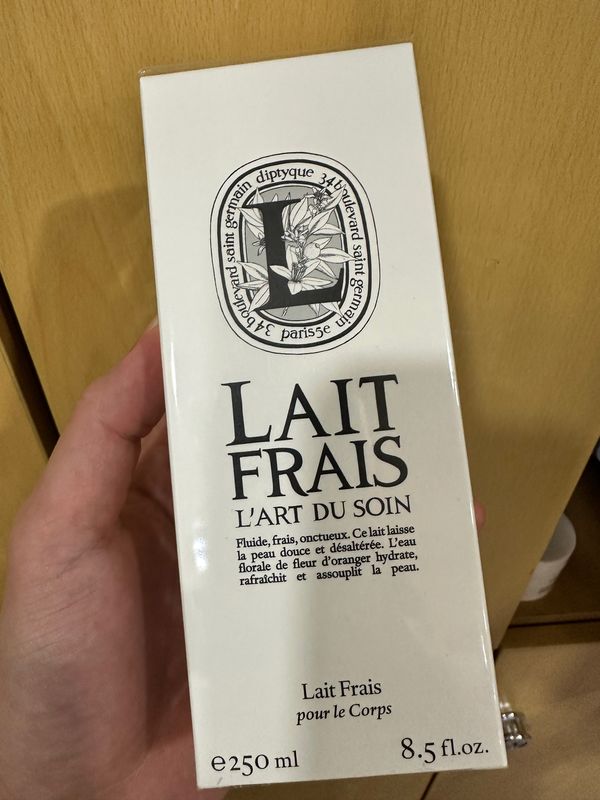 diptyque 34 boulevard saint germain paris5e 34 boulevard saint germain
L
LAIT
FRAIS
L'ART DU SOIN
Fluide, frais, onctueux. Ce lait laisse
la peau douce et désaltérée. L'eau
florale de fleur d'oranger hydrate,
rafraîchit et assouplit la peau.
Lait Frais
pour le Corps
e250 ml
8.5 fl.oz.